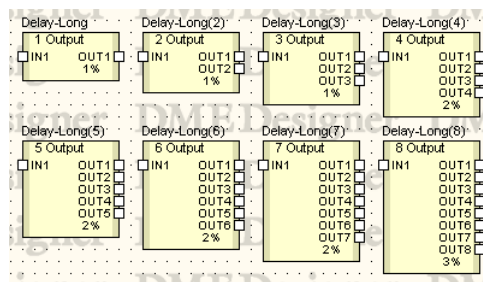 Delay-Long
1 Output
IN1 OUT1
1%
Delay-Long(2)
2 Output
IN1 OUT1
OUT2
1%
Delay-Long(3)
3 Output
IN1 OUT1
OUT2
OUT3
1%
Delay-Long(4)
4 Output
IN1 OUT1
OUT2
OUT3
OUT4
2%
Delay-Long(5)
5 Output
IN1 OUT1
OUT2
OUT3
OUT4
OUT5
2%
Delay-Long(6)
6 Output
IN1 OUT1
OUT2
OUT3
OUT4
OUT5
OUT6
2%
Delay-Long(7)
7 Output
IN1 OUT1
OUT2
OUT3
OUT4
OUT5
OUT6
OUT7
2%
Delay-Long(8)
8 Output
IN1 OUT1
OUT2
OUT3
OUT4
OUT5
OUT6
OUT7
OUT8
3%
signer DME Designer DM